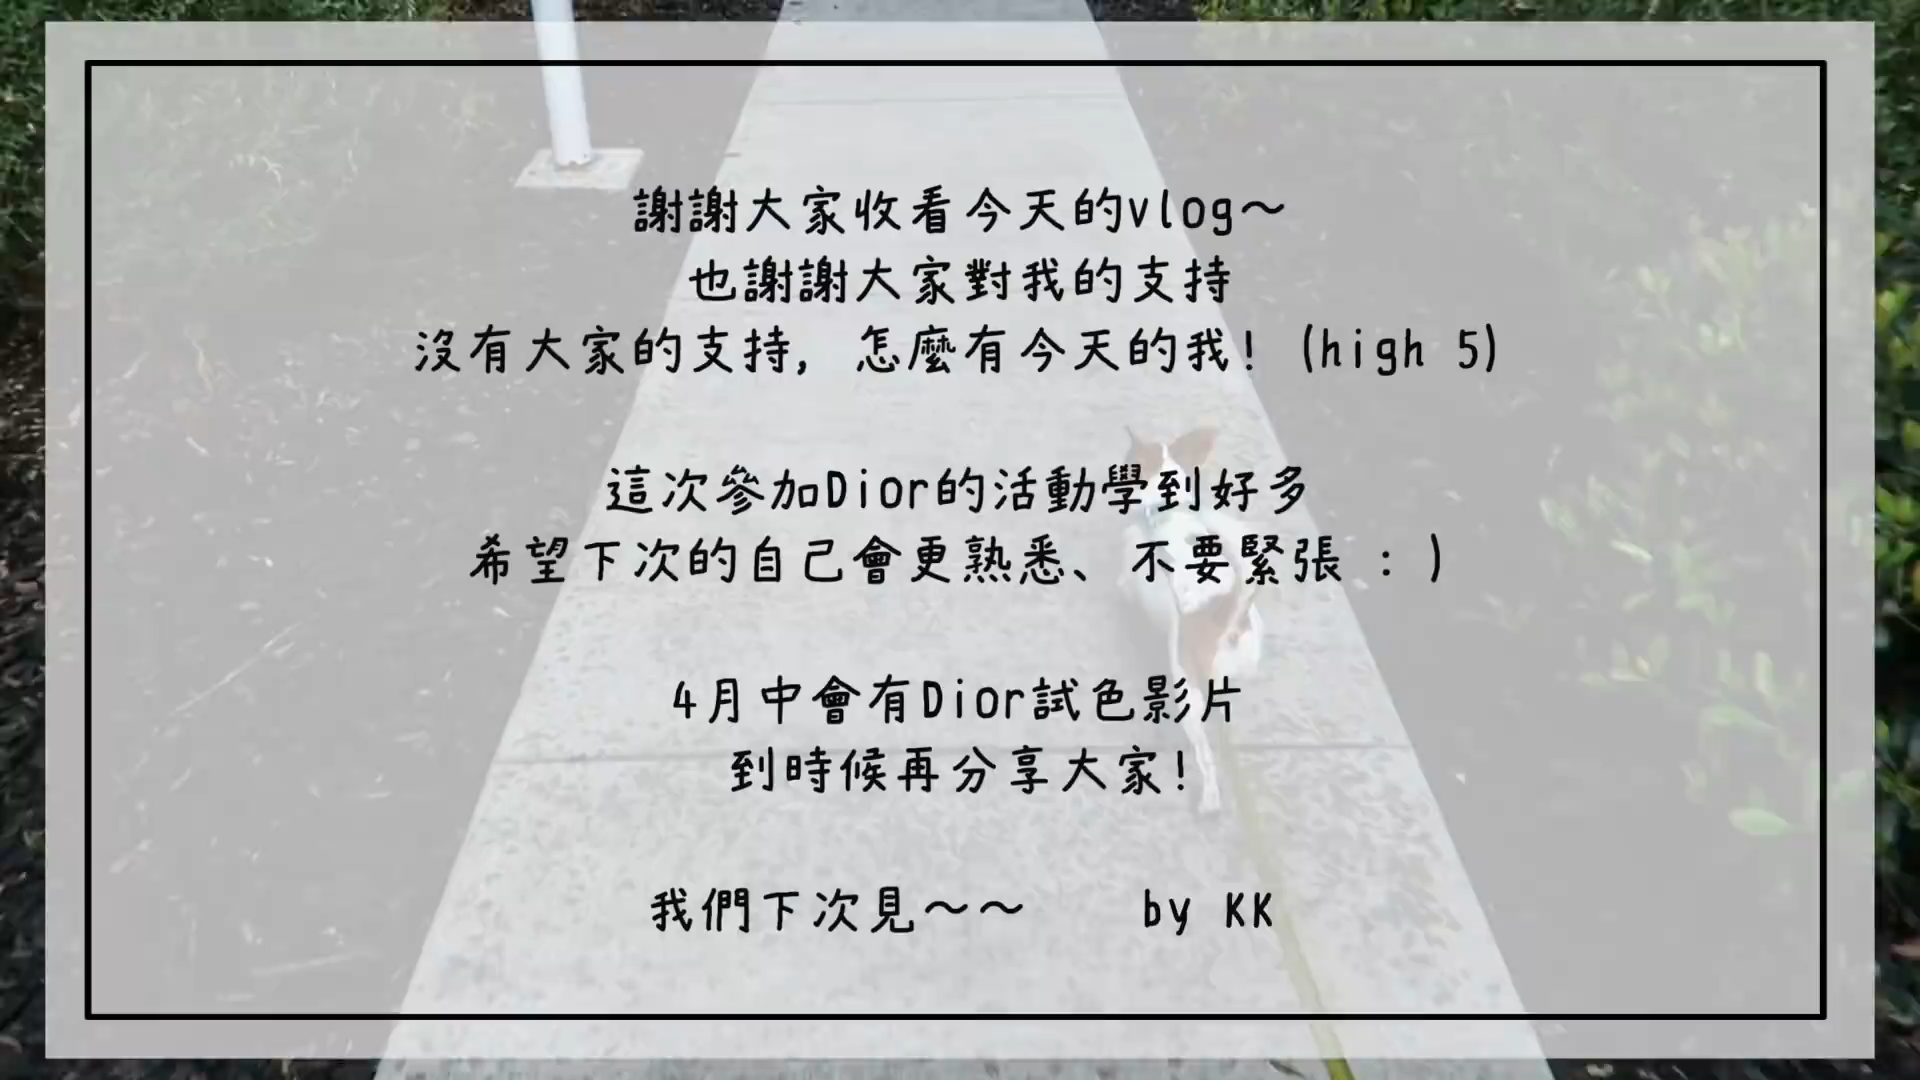 謝謝大家收看今天的vlog～
也謝謝大家對我的支持
沒有大家的支持, 怎麼有今天的我! (high 5)
這次參加Dior的活動學到好多
希望下次的自己會更熟悉、不要緊張 : )
4月中會有Dior試色影片
到時候再分享大家!
我們下次見～～ by KK